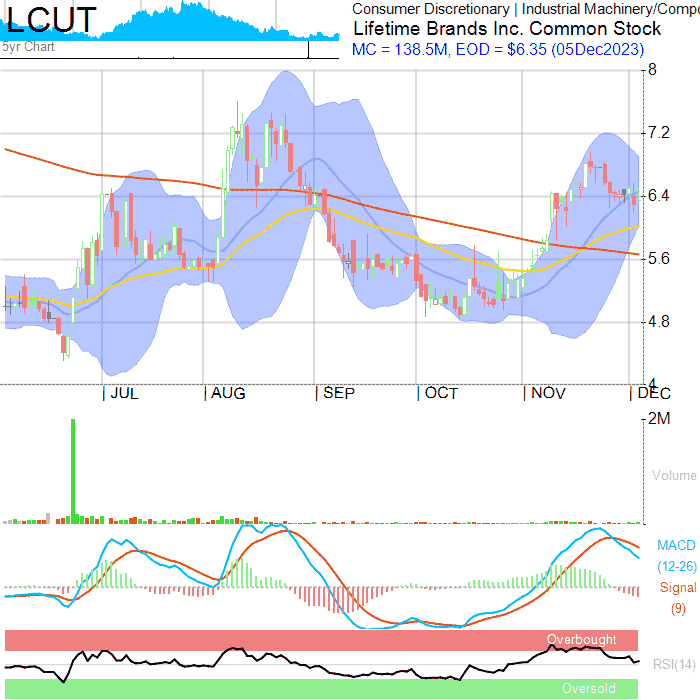 LCUT
5yr Chart
Consumer Discretionary | Industrial Machinery/Compo
Lifetime Brands Inc. Common Stock
MC = 138.5M, EOD = $6.35 (05Dec2023)
8
7.2
6.4
5.6
4.8
4
| JUL
| AUG
| SEP
| OCT
| NOV
| DEC
2M
Volume
MACD
(12-26)
Signal
(9)
Overbought
RSI(14)
Oversold